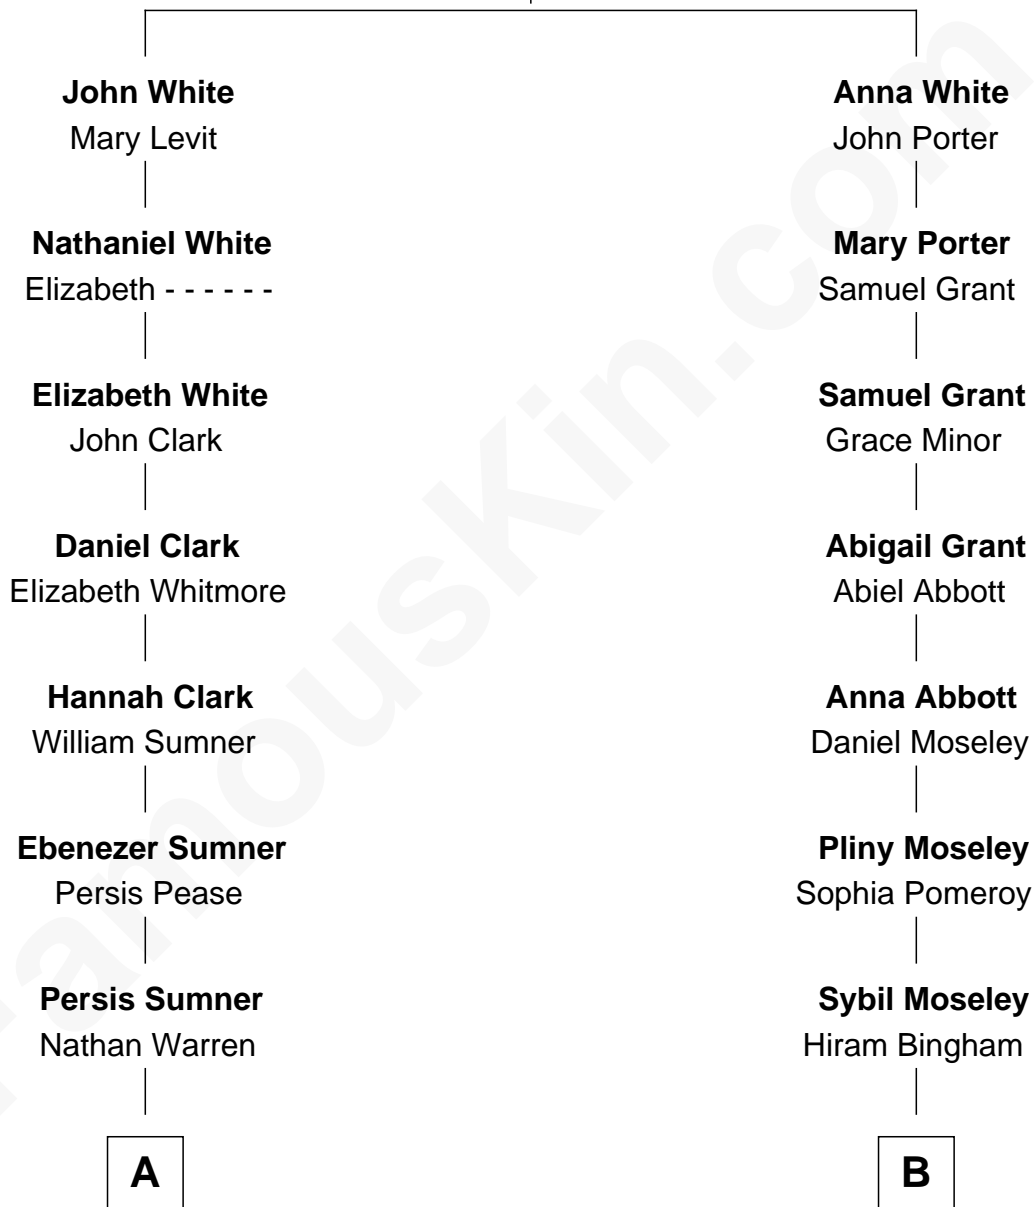 John White
Mary Levit
Nathaniel White
Elizabeth - - - - - -
Elizabeth White
John Clark
Daniel Clark
Elizabeth Whitmore
Hannah Clark
William Sumner
Ebenezer Sumner
Persis Pease
Persis Sumner
Nathan Warren
A
Anna White
John Porter
Mary Porter
Samuel Grant
Samuel Grant
Grace Minor
Abigail Grant
Abiel Abbott
Anna Abbott
Daniel Moseley
Pliny Moseley
Sophia Pomeroy
Sybil Moseley
Hiram Bingham
B
FamousKin.com